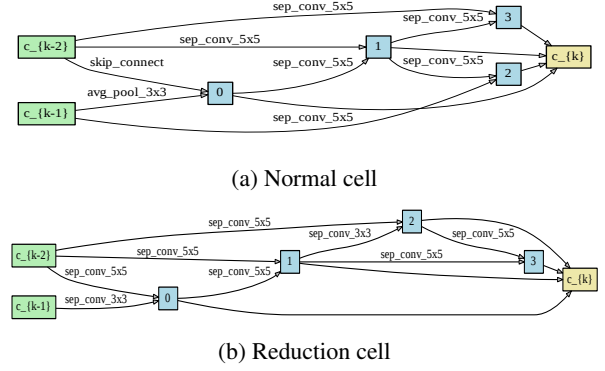 sep_conv_5x5
3
c_{k-2}
sep_conv_5x5
sep_conv_5x5
1
c_{k}
skip_connect
sep_conv_5x5
sep_conv_5x5
2
avg_pool_3x3
0
c_{k-1}
sep_conv_5x5
(a) Normal cell
2
sep_conv_5x5
sep_conv_3x3
sep_conv_5x5
c_{k-2}
sep_conv_5x5
1
sep_conv_5x5
3
sep_conv_5x5
sep_conv_5x5
c_{k}
c_{k-1}
sep_conv_3x3
0
(b) Reduction cell